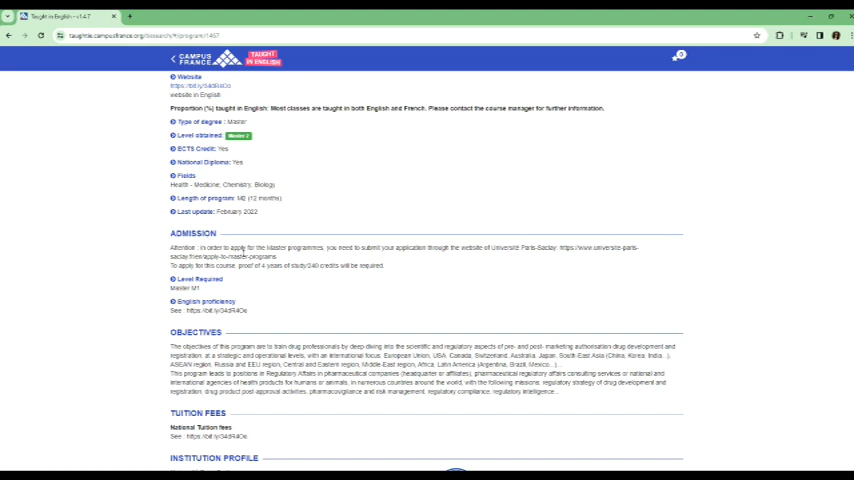 Taught in English - v1.4.7
taughtie.campusfrance.org/tiesearch/#/program/1467
CAMPUS FRANCE
TAUGHT IN ENGLISH
0
Website
website in English
Proportion (%) taught in English: Most classes are taught in both English and French. Please contact the course manager for further information.
Type of degree : Master
Level obtained: Master 2
ECTS Credit: Yes
National Diploma: Yes
Fields
Health - Medicine; Chemistry; Biology
Length of program: M2 (12 months)
Last update: February 2022
ADMISSION
Attention : in order to apply for the Master programmes, you need to submit your application through the website of Université Paris-Saclay: https://www.universite-paris-
saclay.fr/en/apply-to-master-programs
To apply for this course, proof of 4 years of study/240 credits will be required.
Level Required
Master M1
English proficiency
See :
OBJECTIVES
The objectives of this program are to train drug professionals by deep diving into the scientific and regulatory aspects of pre- and post- marketing authorisation drug development and
registration, at a strategic and operational levels, with an international focus: European Union, USA, Canada, Switzerland, Australia, Japan, South-East Asia (China, Korea, India...),
ASEAN region, Russia and EEU region, Central and Eastern region, Middle-East region, Africa, Latin America (Argentina, Brazil, Mexico...)...
This program leads to positions in Regulatory Affairs in pharmaceutical companies (headquarter or affiliates), pharmaceutical regulatory affairs consulting services or national and
international agencies of health products for humans or animals, in numerous countries around the world, with the following missions: regulatory strategy of drug development and
registration, drug product post-approval activities, pharmacovigilance and risk management, regulatory compliance, regulatory intelligence...
TUITION FEES
National Tuition fees
See :
INSTITUTION PROFILE